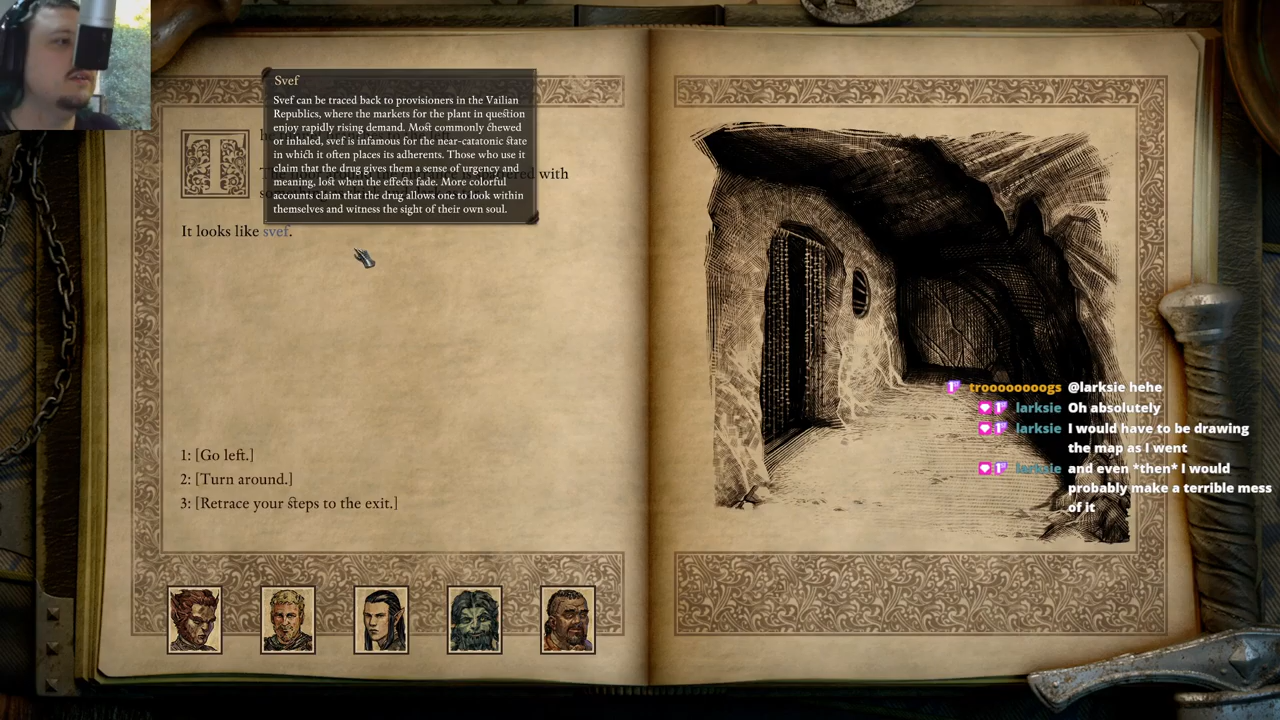 Svef
Svef can be traced back to provisioners in the Vailian
Republics, where the markets for the plant in question
enjoy rapidly rising demand. Most commonly chewed
or inhaled, svef is infamous for the near-catatonic state
in which it often places its adherents. Those who use it
claim that the drug gives them a sense of urgency and
meaning, lost when the effects fade. More colorful
accounts claim that the drug allows one to look within
themselves and witness the sight of their own soul.
T
with
It looks like svef.
1: [Go left.]
2: [Turn around.]
3: [Retrace your steps to the exit.]
troooooooogs @larksie hehe
larksie Oh absolutely
larksie I would have to be drawing
the map as I went
larksie and even *then* I would
probably make a terrible mess
of it